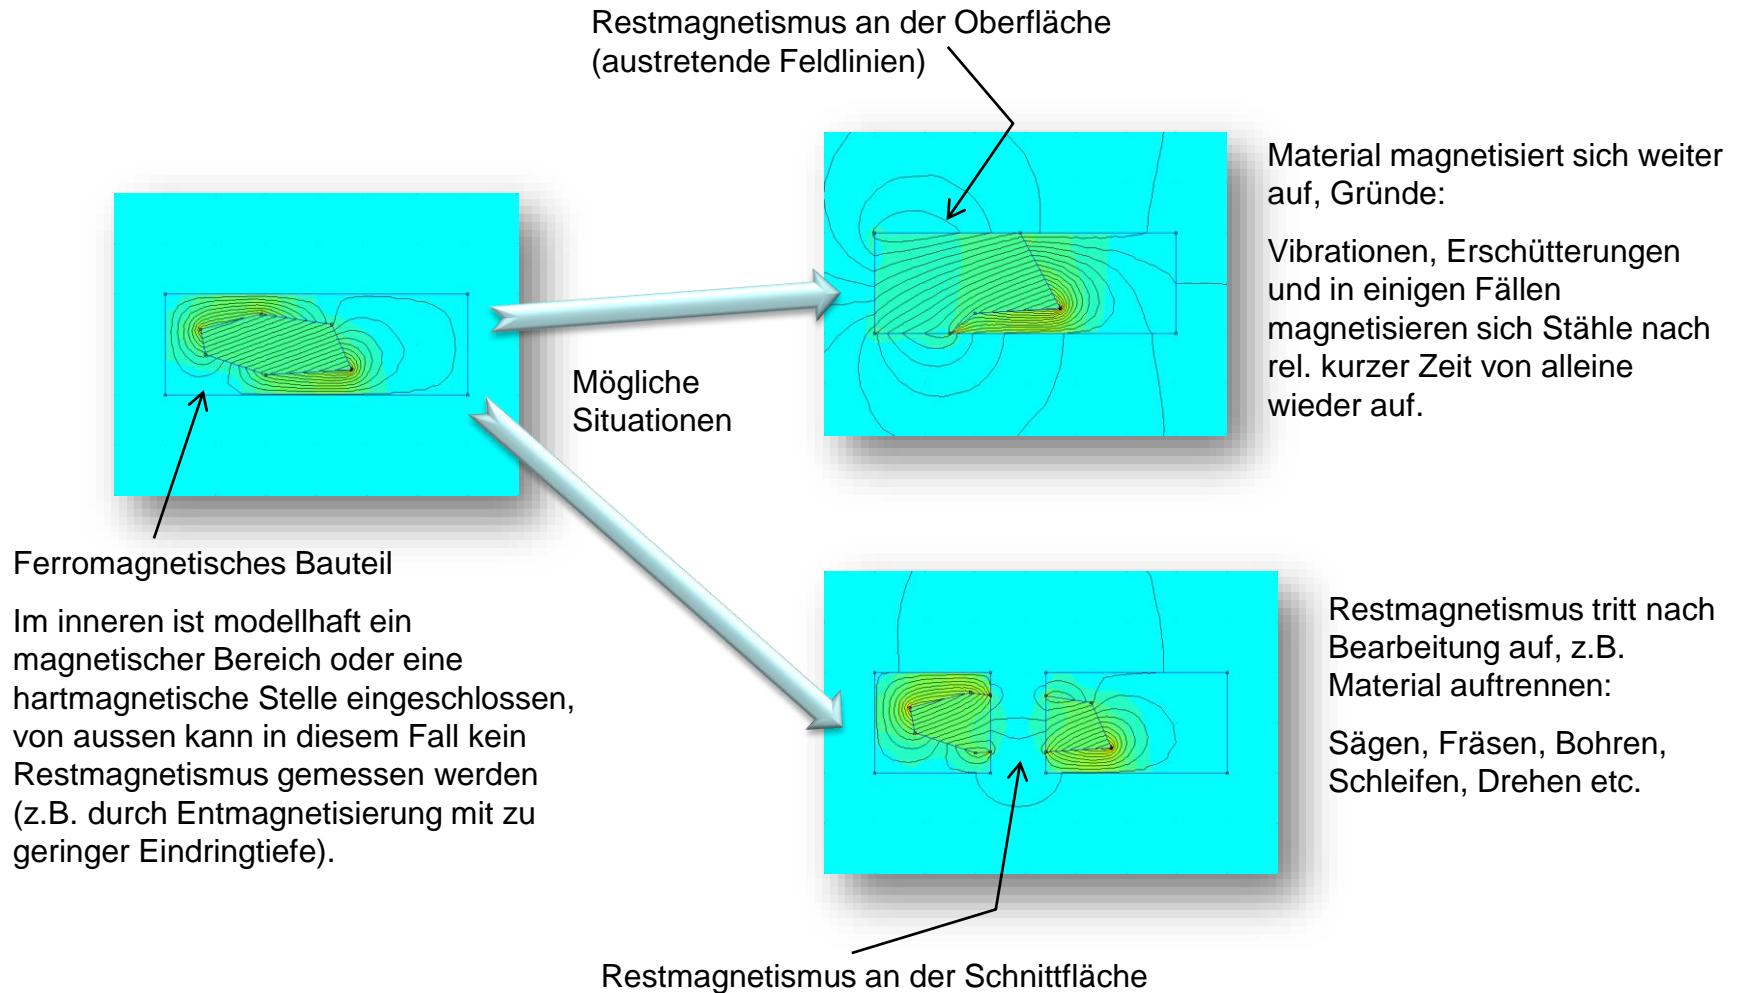 Restmagnetismus an der Oberfläche
(austretende Feldlinien)
Material magnetisiert sich weiter
auf, Gründe:
Vibrationen, Erschütterungen
und in einigen Fällen
magnetisieren sich Stähle nach
rel. kurzer Zeit von alleine
wieder auf.
Mögliche
Situationen
Ferromagnetisches Bauteil
Im inneren ist modellhaft ein
magnetischer Bereich oder eine
hartmagnetische Stelle eingeschlossen,
von aussen kann in diesem Fall kein
Restmagnetismus gemessen werden
(z.B. durch Entmagnetisierung mit zu
geringer Eindringtiefe).
Restmagnetismus tritt nach
Bearbeitung auf, z.B.
Material auftrennen:
Sägen, Fräsen, Bohren,
Schleifen, Drehen etc.
Restmagnetismus an der Schnittfläche